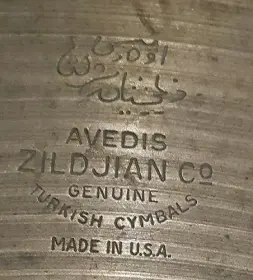 AVEDIS
ZILDJIAN CO
GENUINE
TURKISH CYMBALS
MADE IN U.S.A.